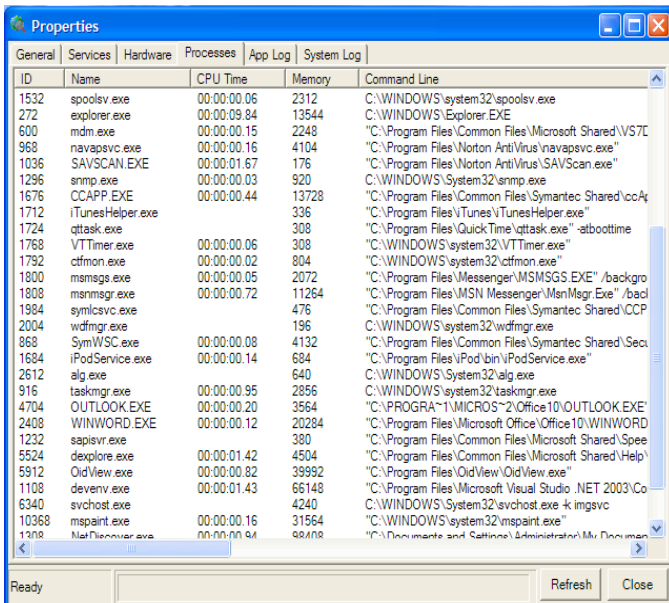 Properties
General Services Hardware Processes App Log System Log
ID Name CPU Time Memory Command Line
1532 spoolsv.exe 00:00:00.06 2312 C:\WINDOWS\system32\spoolsv.exe
272 explorer.exe 00:00:09.84 13544 C:\WINDOWS\Explorer.EXE
600 mdm.exe 00:00:00.15 2248 "C:\Program Files\Common Files\Microsoft Shared\VS7D
968 navapsvc.exe 00:00:00.16 4104 "C:\Program Files\Norton AntiVirus\navapsvc.exe"
1036 SAVSCAN.EXE 00:00:01.67 176 "C:\Program Files\Norton AntiVirus\SAVScan.exe"
1296 snmp.exe 00:00:00.03 920 C:\WINDOWS\System32\snmp.exe
1676 CCAPP.EXE 00:00:00.44 13728 "C:\Program Files\Common Files\Symantec Shared\ccAp
1712 iTunesHelper.exe 336 "C:\Program Files\iTunes\iTunesHelper.exe"
1724 qttask.exe 308 "C:\Program Files\QuickTime\qttask.exe" -atboottime
1768 VTTimer.exe 00:00:00.06 308 "C:\WINDOWS\system32\VTTimer.exe"
1792 ctfmon.exe 00:00:00.02 804 "C:\WINDOWS\system32\ctfmon.exe"
1800 msmsgs.exe 00:00:00.05 2072 "C:\Program Files\Messenger\MSMSGS.EXE" /backgro
1808 msnmsgr.exe 00:00:00.72 11264 "C:\Program Files\MSN Messenger\MsnMsgr.Exe" /back
1984 symlcsvc.exe 476 "C:\Program Files\Common Files\Symantec Shared\CCP
2004 wdfmgr.exe 196 C:\WINDOWS\system32\wdfmgr.exe
868 SymWSC.exe 00:00:00.08 4132 "C:\Program Files\Common Files\Symantec Shared\Secu
1684 iPodService.exe 00:00:00.14 684 "C:\Program Files\iPod\bin\iPodService.exe"
2612 alg.exe 640 C:\WINDOWS\System32\alg.exe
916 taskmgr.exe 00:00:00.95 2856 C:\WINDOWS\system32\taskmgr.exe
4704 OUTLOOK.EXE 00:00:00.20 3564 "C:\PROGRA~1\MICROS~2\Office10\OUTLOOK.EXE"
2408 WINWORD.EXE 00:00:00.12 20284 "C:\Program Files\Microsoft Office\Office10\WINWORD
1232 sapisvr.exe 380 "C:\Program Files\Common Files\Microsoft Shared\Spee
5524 dexplore.exe 00:00:01.42 4504 "C:\Program Files\Common Files\Microsoft Shared\Help\
5912 OidView.exe 00:00:00.82 39992 "C:\Program Files\OidView\OidView.exe"
1108 devenv.exe 00:00:01.43 66148 "C:\Program Files\Microsoft Visual Studio .NET 2003\Co
6340 svchost.exe 4240 C:\WINDOWS\System32\svchost.exe -k imgsvc
10368 mspaint.exe 00:00:00.16 31564 "C:\WINDOWS\system32\mspaint.exe"
1308 NetDiscover.exe 00:00:00.94 98408 "C:\Documents and Settings\Administrator\My Documen
Ready Refresh Close